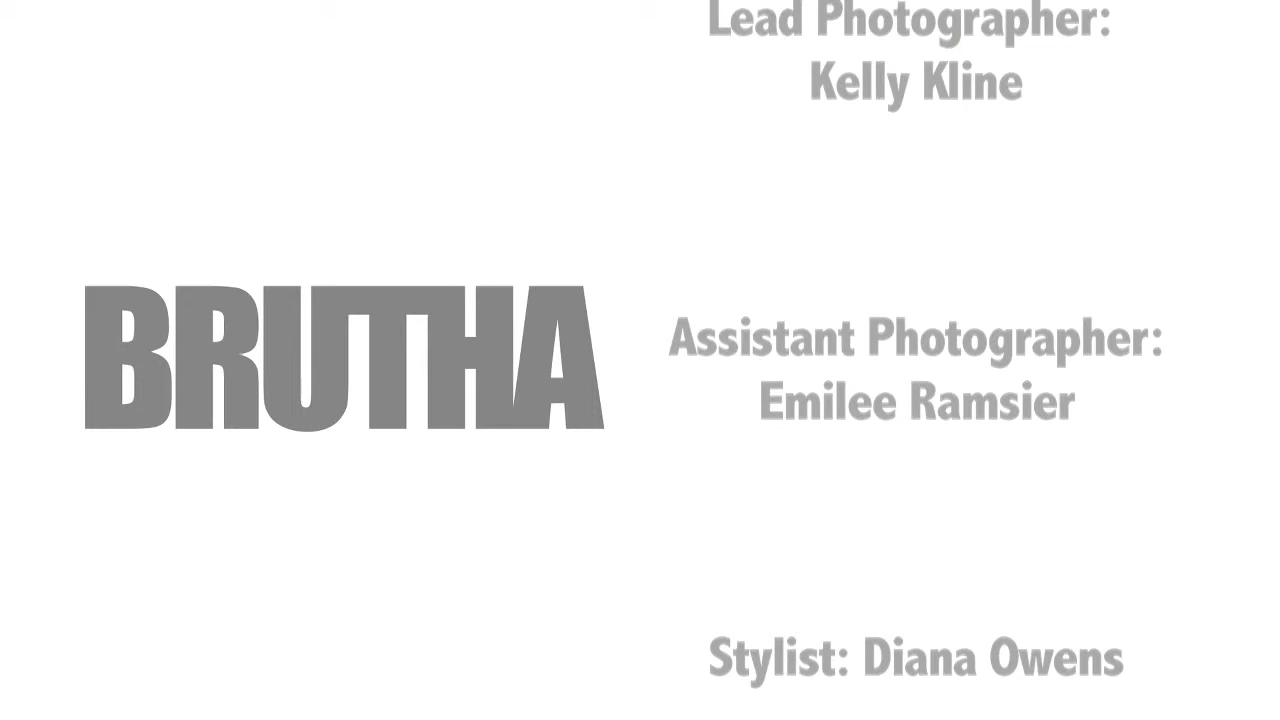 Lead Photographer:
Kelly Kline
BRUTHA
Assistant Photographer:
Emilee Ramsier
Stylist: Diana Owens